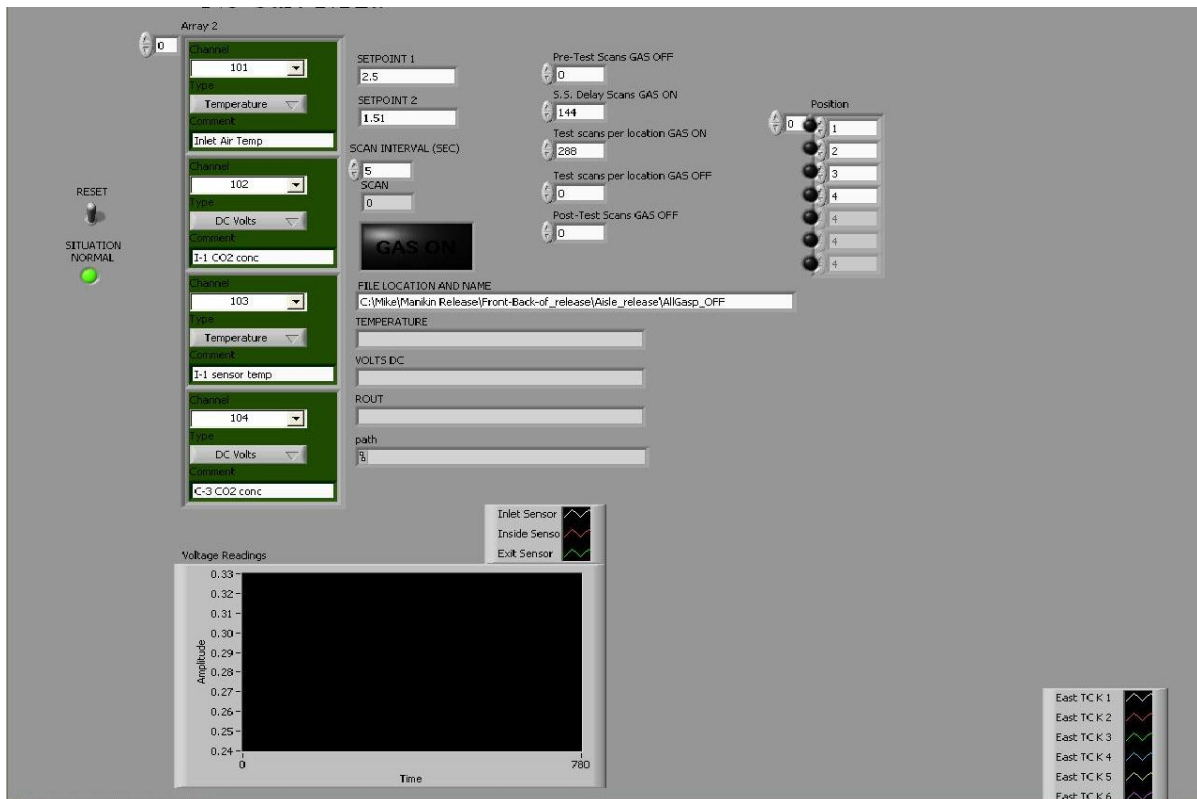 Array 2
0
Channel
101
Type
Temperature
Comment
Inlet Air Temp
Channel
102
Type
DC Volts
Comment
I-1 CO2 conc
Channel
103
Type
Temperature
Comment
I-1 sensor temp
Channel
104
Type
DC Volts
Comment
C-3 CO2 conc
RESET
SITUATION
NORMAL
SETPOINT 1
2.5
SETPOINT 2
1.51
SCAN INTERVAL (SEC)
5
SCAN
0
GAS ON
Pre-Test Scans GAS OFF
0
S.S. Delay Scans GAS ON
144
Test scans per location GAS ON
288
Test scans per location GAS OFF
0
Post-Test Scans GAS OFF
0
Position
0
1
2
3
4
4
4
4
FILE LOCATION AND NAME
C:\Mike\Manikin Release\Front-Back-of_release\Aisle_release\AllGasp_OFF
TEMPERATURE
VOLTS DC
ROUT
path
Inlet Sensor
Inside Senso
Exit Sensor
Voltage Readings
0.33
0.32
0.31
0.30
0.29
0.28
0.27
0.26
0.25
0.24
Amplitude
0
780
Time
East TC K 1
East TC K 2
East TC K 3
East TC K 4
East TC K 5
East TC K 6